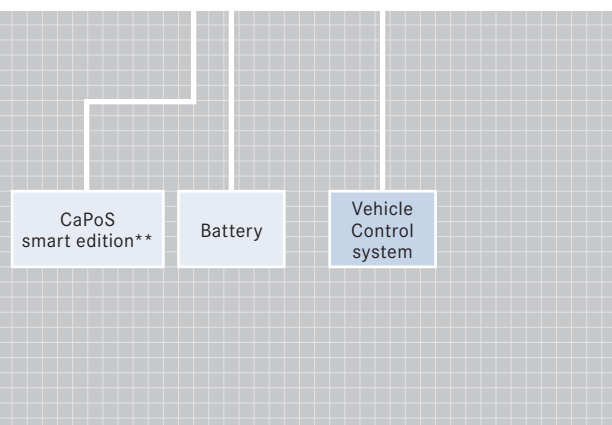 CaPoS
smart edition**
Battery
Vehicle
Control
system